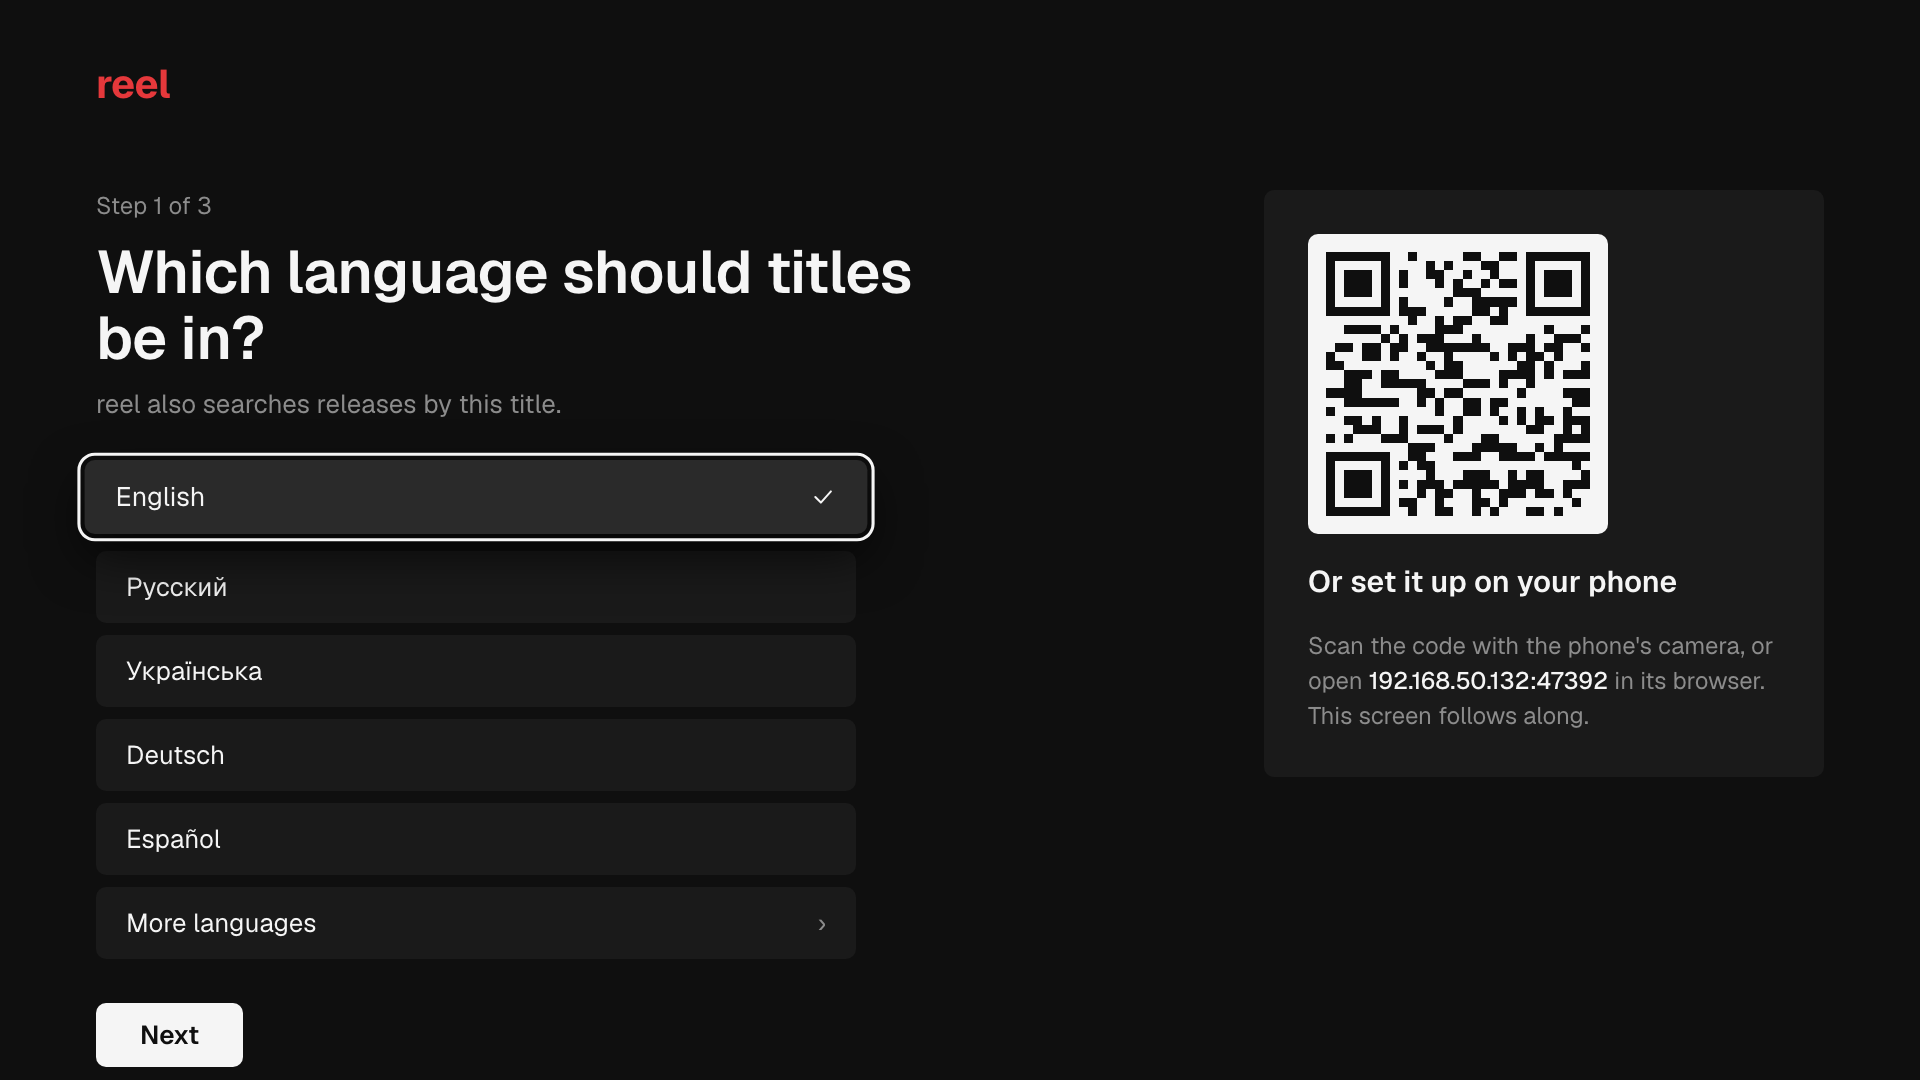 reel
Step 1 of 3
Which language should titles
be in?
reel also searches releases by this title.
English
Русский
Українська
Deutsch
Español
More languages
Next
Or set it up on your phone
Scan the code with the phone's camera, or
open 192.168.50.132:47392 in its browser.
This screen follows along.